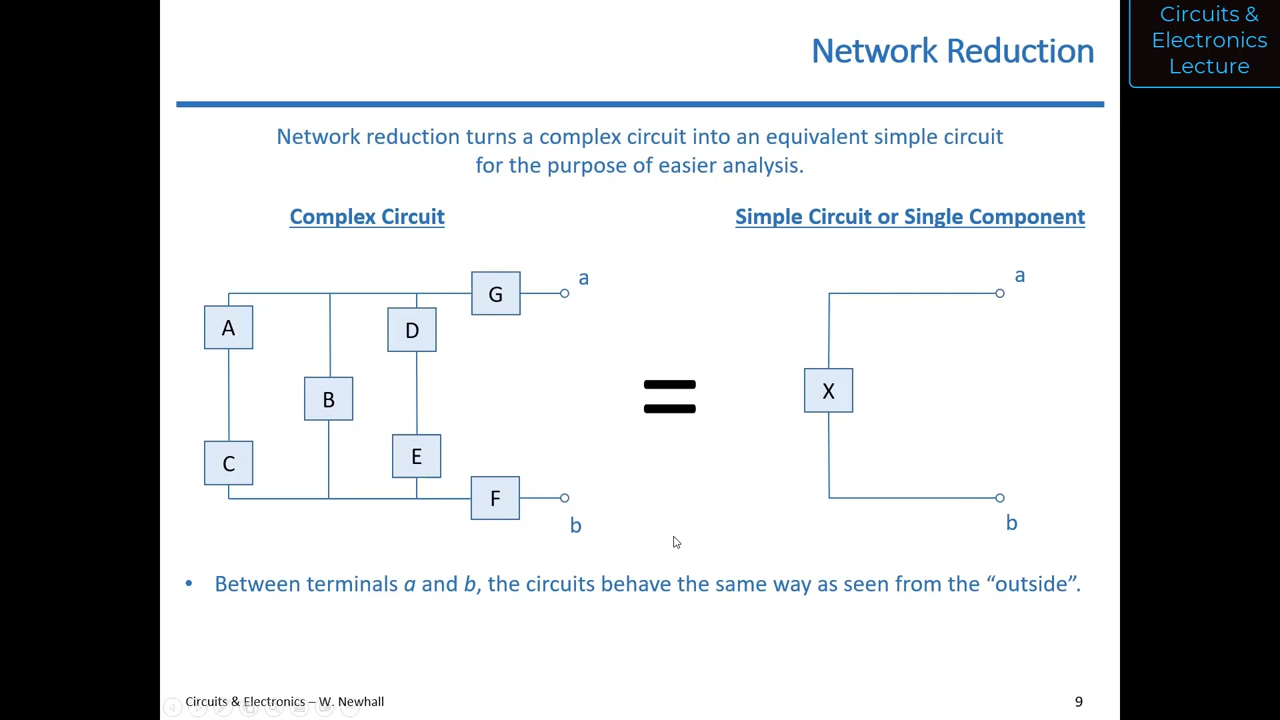 Circuits &
Electronics
Lecture
Network Reduction
Network reduction turns a complex circuit into an equivalent simple circuit
for the purpose of easier analysis.
Complex Circuit
Simple Circuit or Single Component
a
G
A
D
B
C
E
F
b
=
a
X
b
• Between terminals a and b, the circuits behave the same way as seen from the “outside”.
Circuits & Electronics – W. Newhall
9